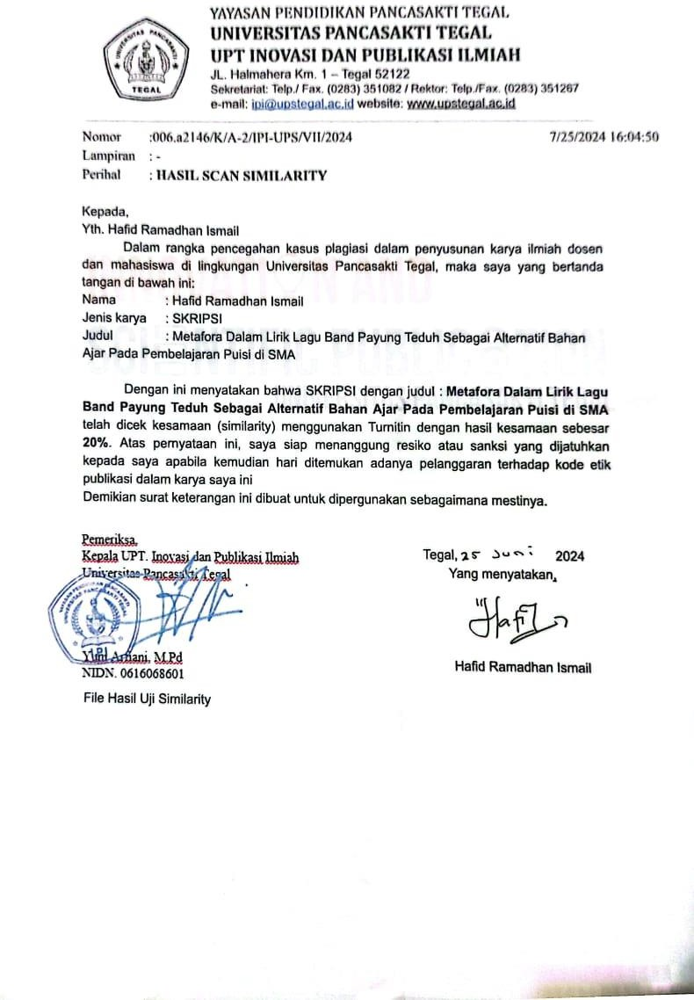 YAYASAN PENDIDIKAN PANCASAKTI TEGAL
UNIVERSITAS PANCASAKTI TEGAL
UPT INOVASI DAN PUBLIKASI ILMIAH
JL. Halmahera Km. 1 – Tegal 52122
Sekretariat: Telp./ Fax. (0283) 351082 / Rektor: Telp./Fax. (0283) 351267
e-mail: ipi@upstegal.ac.id website: www.upstegal.ac.id
UNIVERSITAS PANCASAKTI
TEGAL
Nomor :006.a2146/K/A-2/IPI-UPS/VII/2024 7/25/2024 16:04:50
Lampiran : -
Perihal : HASIL SCAN SIMILARITY
Kepada,
Yth. Hafid Ramadhan Ismail
Dalam rangka pencegahan kasus plagiasi dalam penyusunan karya ilmiah dosen
dan mahasiswa di lingkungan Universitas Pancasakti Tegal, maka saya yang bertanda
tangan di bawah ini:
Nama : Hafid Ramadhan Ismail
Jenis karya : SKRIPSI
Judul : Metafora Dalam Lirik Lagu Band Payung Teduh Sebagai Alternatif Bahan
Ajar Pada Pembelajaran Puisi di SMA
Dengan ini menyatakan bahwa SKRIPSI dengan judul : Metafora Dalam Lirik Lagu
Band Payung Teduh Sebagai Alternatif Bahan Ajar Pada Pembelajaran Puisi di SMA
telah dicek kesamaan (similarity) menggunakan Turnitin dengan hasil kesamaan sebesar
20%. Atas pernyataan ini, saya siap menanggung resiko atau sanksi yang dijatuhkan
kepada saya apabila kemudian hari ditemukan adanya pelanggaran terhadap kode etik
publikasi dalam karya saya ini
Demikian surat keterangan ini dibuat untuk dipergunakan sebagaimana mestinya.
Pemeriksa,
Kepala UPT. Inovasi dan Publikasi Ilmiah
Universitas Pancasakti Tegal
M.Pd
NIDN. 0616068601
File Hasil Uji Similarity
Tegal, 25 Juni 2024
Yang menyatakan,
Hafid
Hafid Ramadhan Ismail